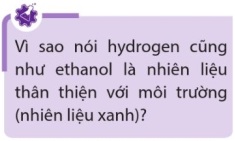 Vì sao nói hydrogen cũng
như ethanol là nhiên liệu
thân thiện với môi trường
(nhiên liệu xanh)?